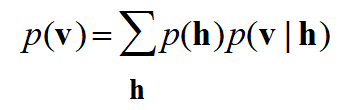 p(v) = ∑ p(h)p(v | h)
h